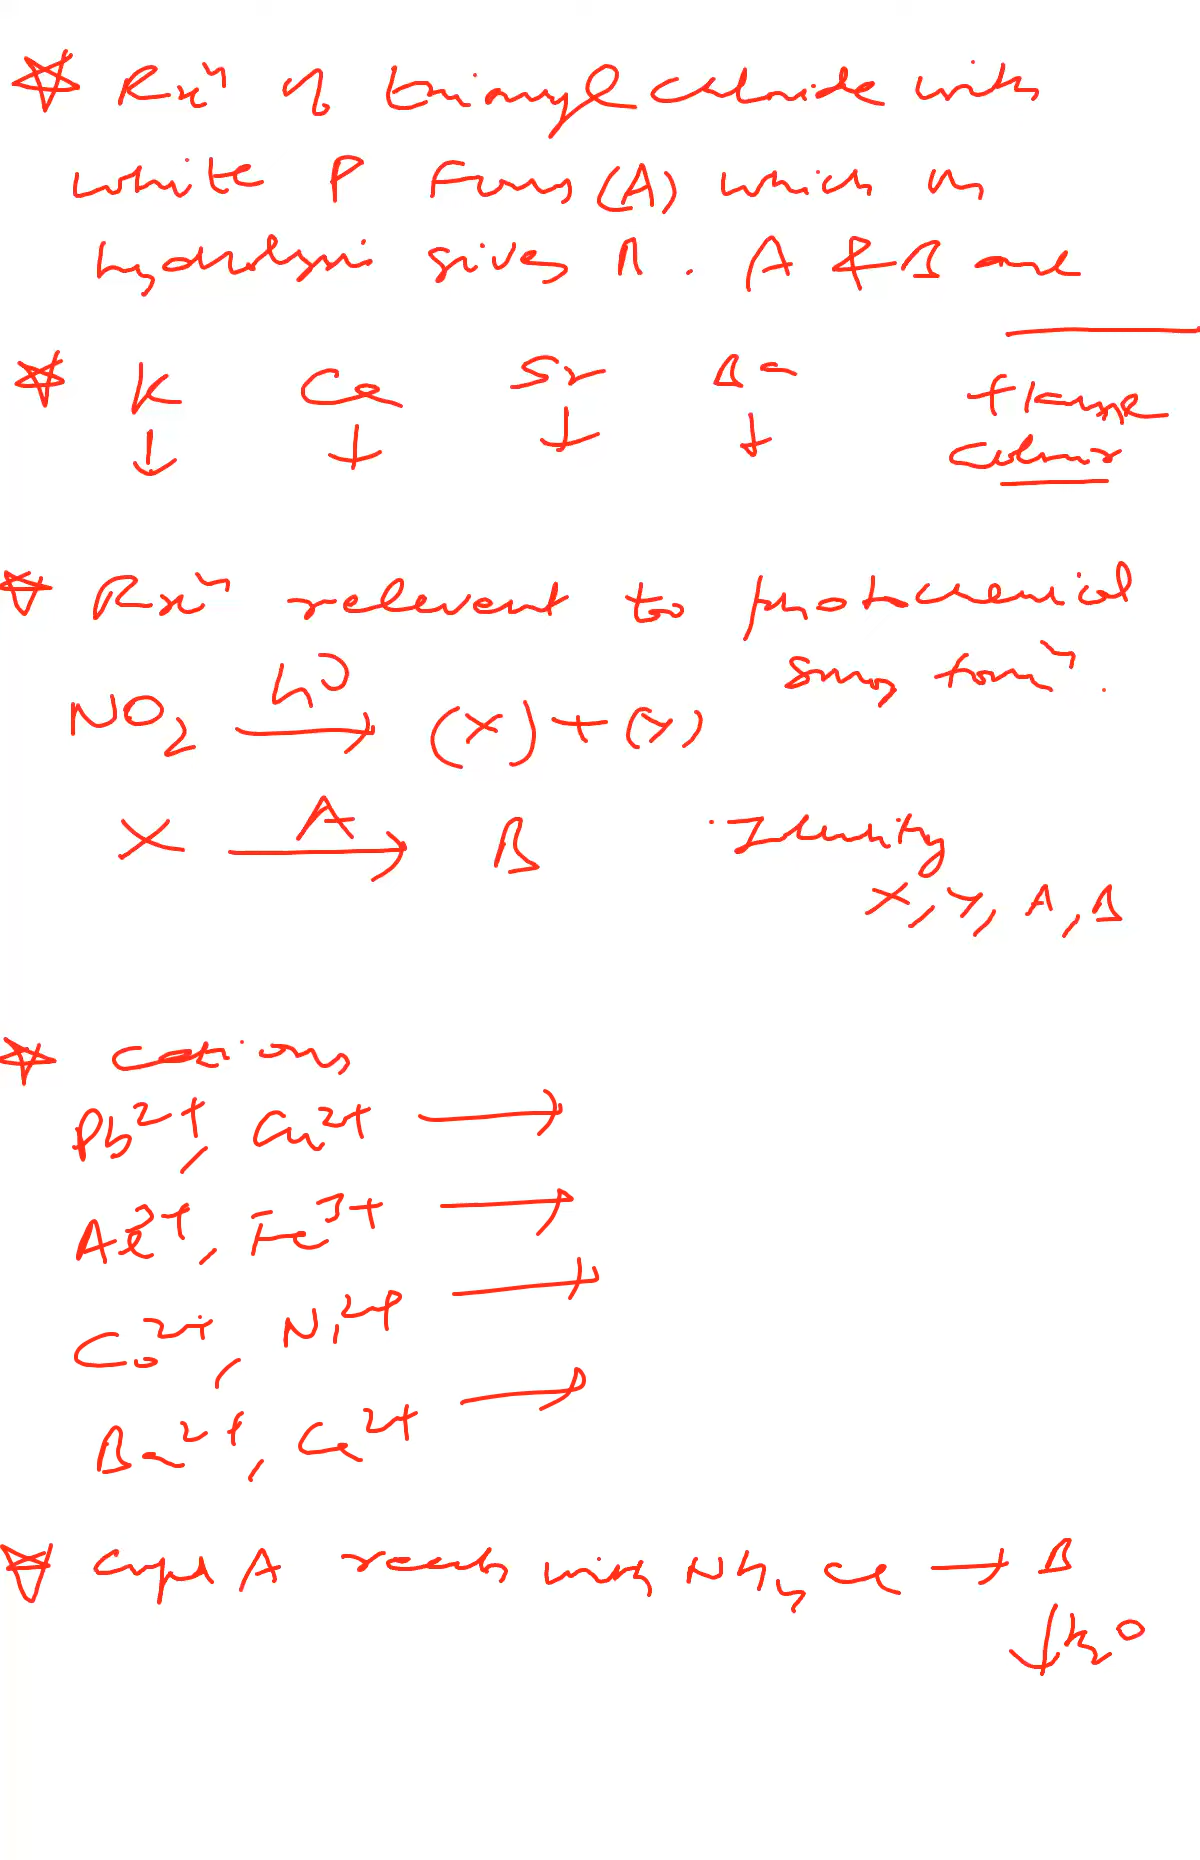 Rxn of thionyl chloride with
white P forms (A) which on
hydrolysis gives B. A & B are
K Ca Sr Ba
flame
colour
Rxn relevent to photochemical
smog formn.
NO2 hν (X) + (Y)
X A B
Identify
X, Y, A, B
Cations
Pb2+, Cu2+
Al3+, Fe3+
Co2+, Ni2+
Ba2+, Ca2+
Cmpd A reacts with NH4Cl → B
↓ H2O